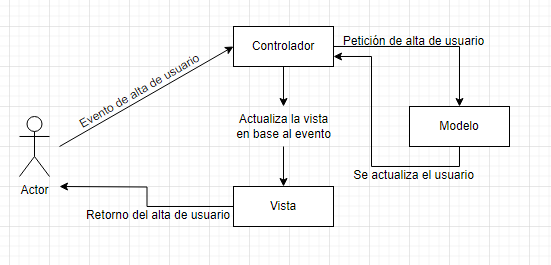 Controlador
Petición de alta de usuario
Evento de alta de usuario
Actualiza la vista
en base al evento
Modelo
Se actualiza el usuario
Actor
Vista
Retorno del alta de usuario